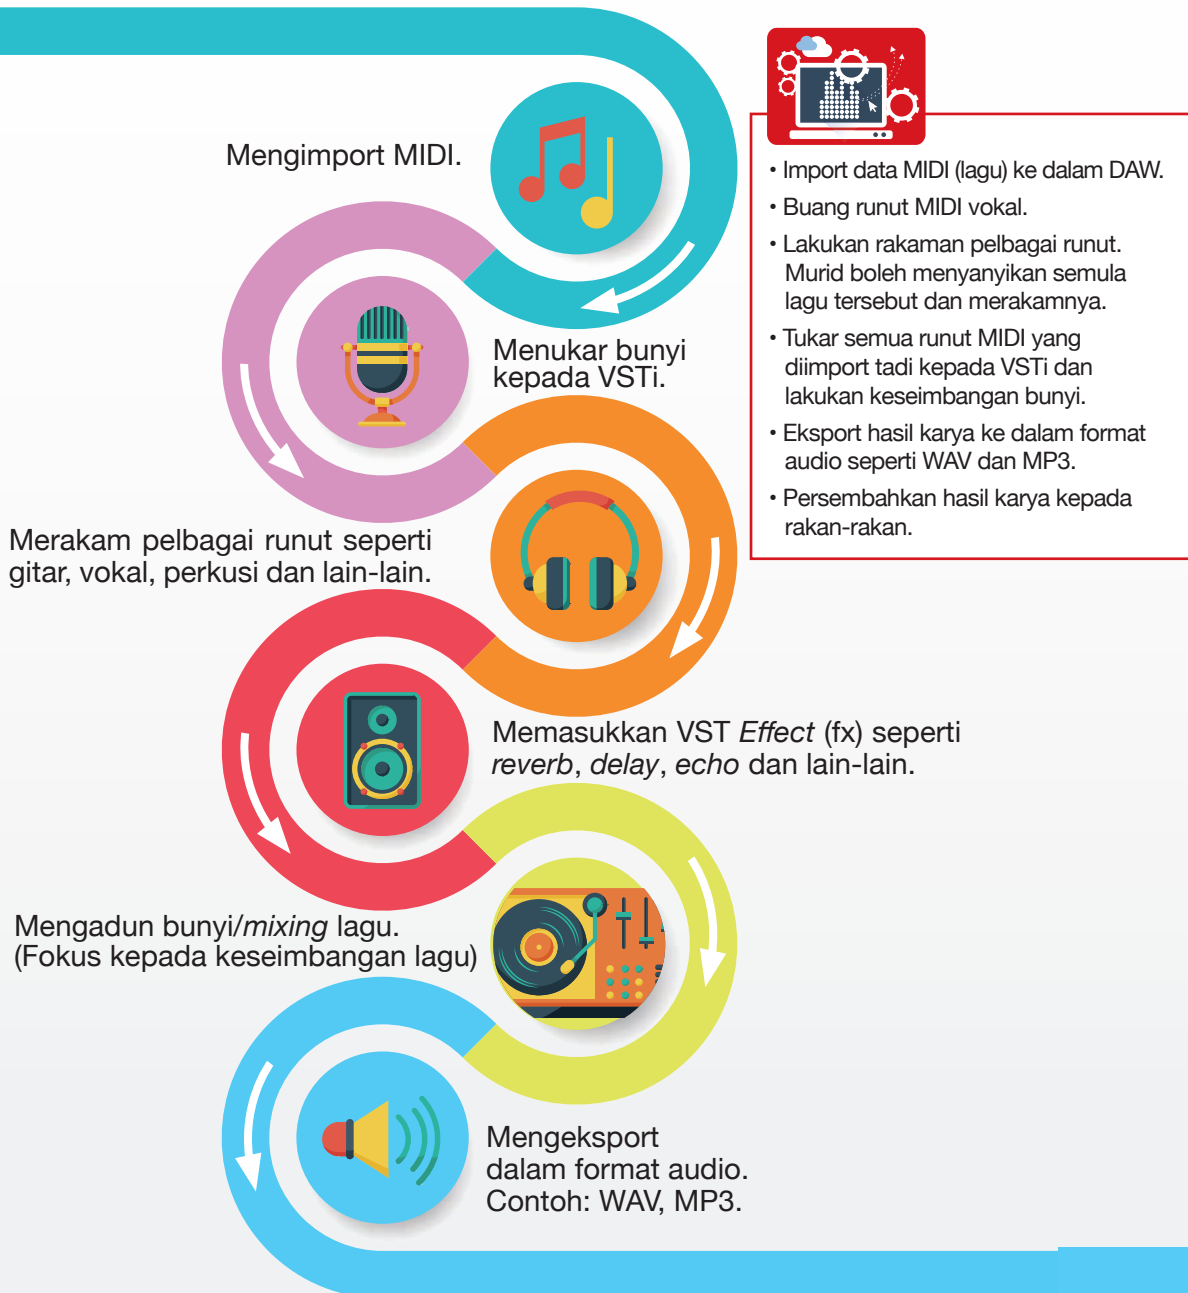 Mengimport MIDI.
Menukar bunyi
kepada VSTi.
Merakam pelbagai runut seperti
gitar, vokal, perkusi dan lain-lain.
Memasukkan VST Effect (fx) seperti
reverb, delay, echo dan lain-lain.
Mengadun bunyi/mixing lagu.
(Fokus kepada keseimbangan lagu)
Mengeksport
dalam format audio.
Contoh: WAV, MP3.
• Import data MIDI (lagu) ke dalam DAW.
• Buang runut MIDI vokal.
• Lakukan rakaman pelbagai runut.
Murid boleh menyanyikan semula
lagu tersebut dan merakamnya.
• Tukar semua runut MIDI yang
diimport tadi kepada VSTi dan
lakukan keseimbangan bunyi.
• Eksport hasil karya ke dalam format
audio seperti WAV dan MP3.
• Persembahkan hasil karya kepada
rakan-rakan.